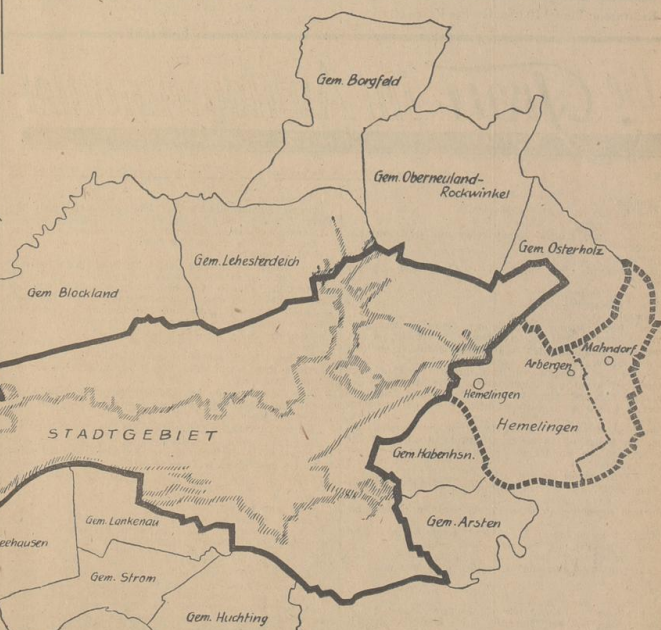 Gem. Borgfeld
Gem. Oberneuland-
Rockwinkel
Gem. Osterholz
Gem. Lehesterdeich
Gem Blockland
Mahndorf
Arbergen
Hemelingen
Hemelingen
STADTGEBIET
Gem. Habenhsn.
Gem. Arsten
Gem. Lankenau
eehausen
Gem. Strom
Gem. Huchting